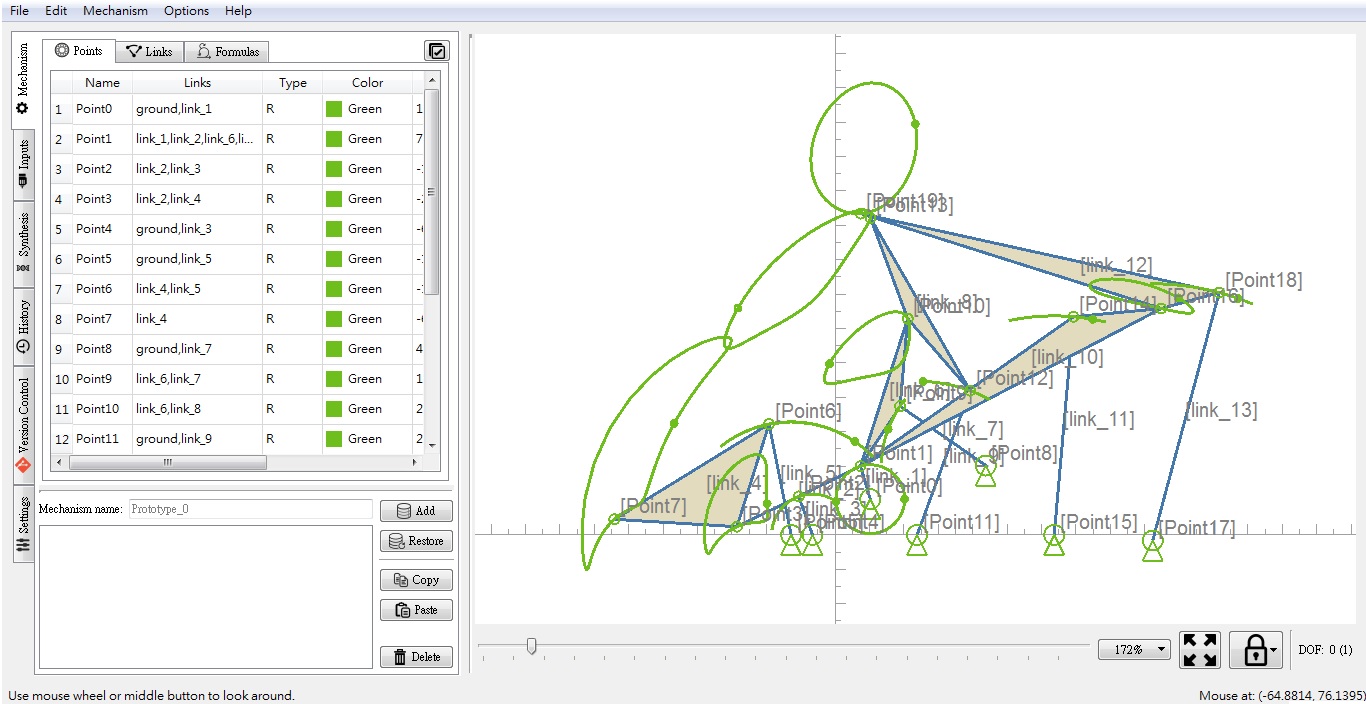 File Edit Mechanism Options Help
Mechanism
Inputs
Synthesis
History
Version Control
Settings
Points Links Formulas
Name Links Type Color
1 Point0 ground,link_1 R Green 1
2 Point1 link_1,link_2,link_6,li... R Green 7
3 Point2 link_2,link_3 R Green
4 Point3 link_2,link_4 R Green
5 Point4 ground,link_3 R Green
6 Point5 ground,link_5 R Green
7 Point6 link_4,link_5 R Green
8 Point7 link_4 R Green
9 Point8 ground,link_7 R Green 4
10 Point9 link_6,link_7 R Green 1
11 Point10 link_6,link_8 R Green 2
12 Point11 ground,link_9 R Green 2
Mechanism name: Prototype_0
Add
Restore
Copy
Paste
Delete
[Point19]
[Point13]
[link_12]
[Point18]
[Point16]
[Point14]
[link_8]
[Point10]
[link_10]
[Point12]
[Point9]
[link_6]
[link_13]
[link_11]
[Point6]
[link_7]
[link_9]
[Point8]
[Point1]
[link_5]
[link_1]
[link_4]
[Point2]
[Point0]
[link_2]
[Point7]
[link_3]
[Point3]
[Point4]
[Point11]
[Point15]
[Point17]
172%
DOF: 0 (1)
Use mouse wheel or middle button to look around.
Mouse at: (-64.8814, 76.1395)